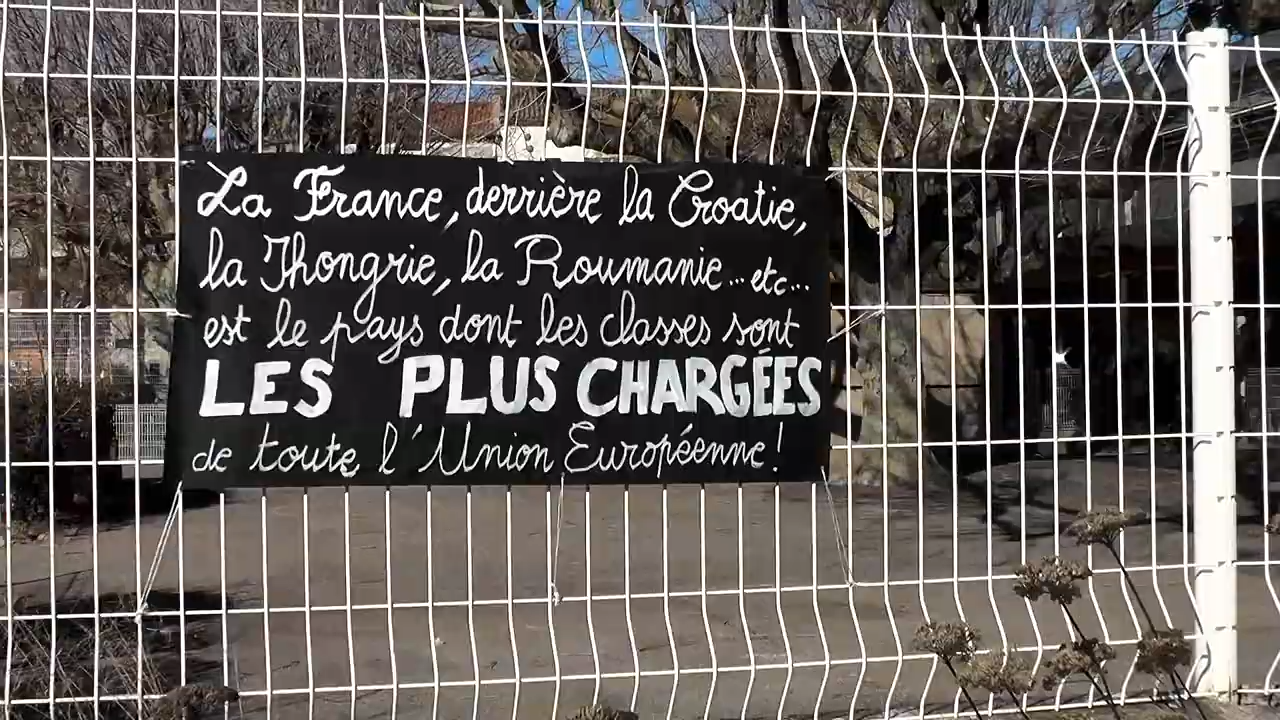 La France, derrière la Croatie,
la Hongrie, la Roumanie...etc...
est le pays dont les classes sont
LES PLUS CHARGÉES
de toute l'Union Européenne!